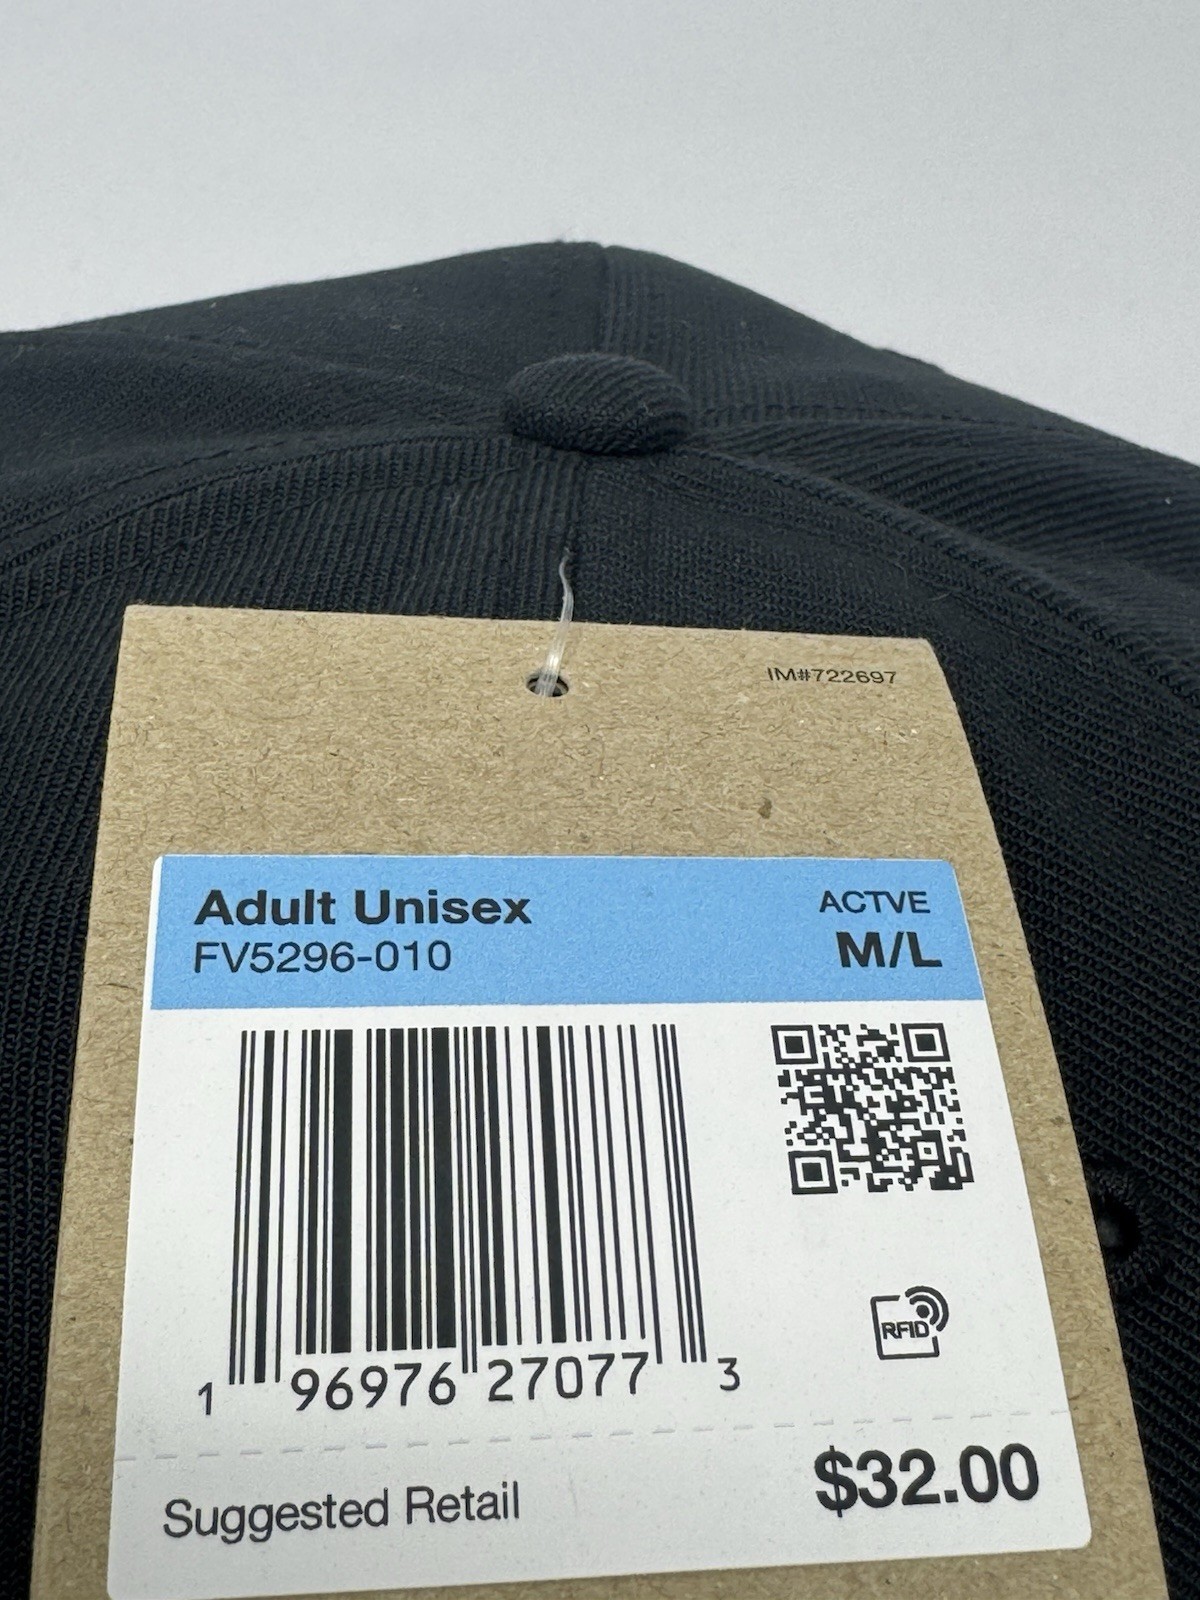 IM#722697
Adult Unisex
ACTVE
FV5296-010
M/L
RFID
1 96976 27077 3
Suggested Retail
$32.00